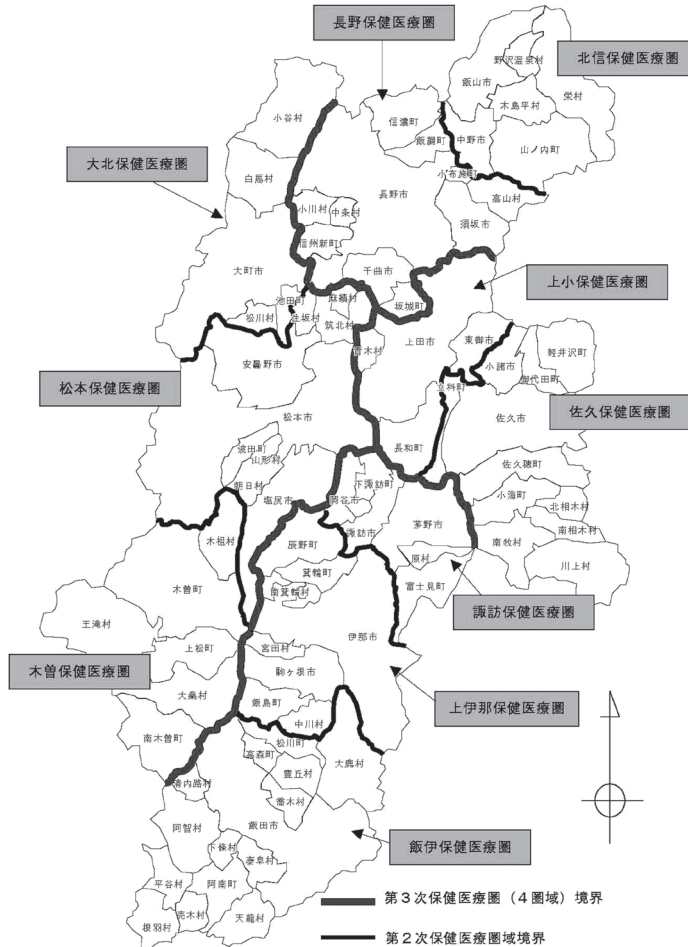 長野保健医療圏
北信保健医療圏
野沢温泉村
飯山市
栄村
小谷村
木島平村
信濃町
飯綱町
中野市
山ノ内町
大北保健医療圏
白馬村
小布施町
高山村
長野市
小川村
中条村
須坂市
信州新町
大町市
千曲市
上小保健医療圏
池田町
麻績村
坂城町
松川村
生坂村
筑北村
上田市
東御市
軽井沢町
青木村
安曇野市
小諸市
御代田町
松本保健医療圏
立科町
佐久保健医療圏
松本市
佐久市
長和町
波田町
山形村
佐久穂町
下諏訪町
朝日村
小海町
塩尻市
岡谷市
北相木村
諏訪市
茅野市
南相木村
木祖村
辰野町
南牧村
原村
川上村
箕輪町
富士見町
木曽町
南箕輪村
諏訪保健医療圏
王滝村
伊那市
上松町
宮田村
木曽保健医療圏
駒ヶ根市
大桑村
飯島町
上伊那保健医療圏
中川村
南木曽町
松川町
高森町
大鹿村
豊丘村
清内路村
喬木村
阿智村
飯田市
飯伊保健医療圏
下條村
泰阜村
平谷村
阿南町
売木村
天龍村
根羽村
第３次保健医療圏（４圏域）境界
第２次保健医療圏域境界